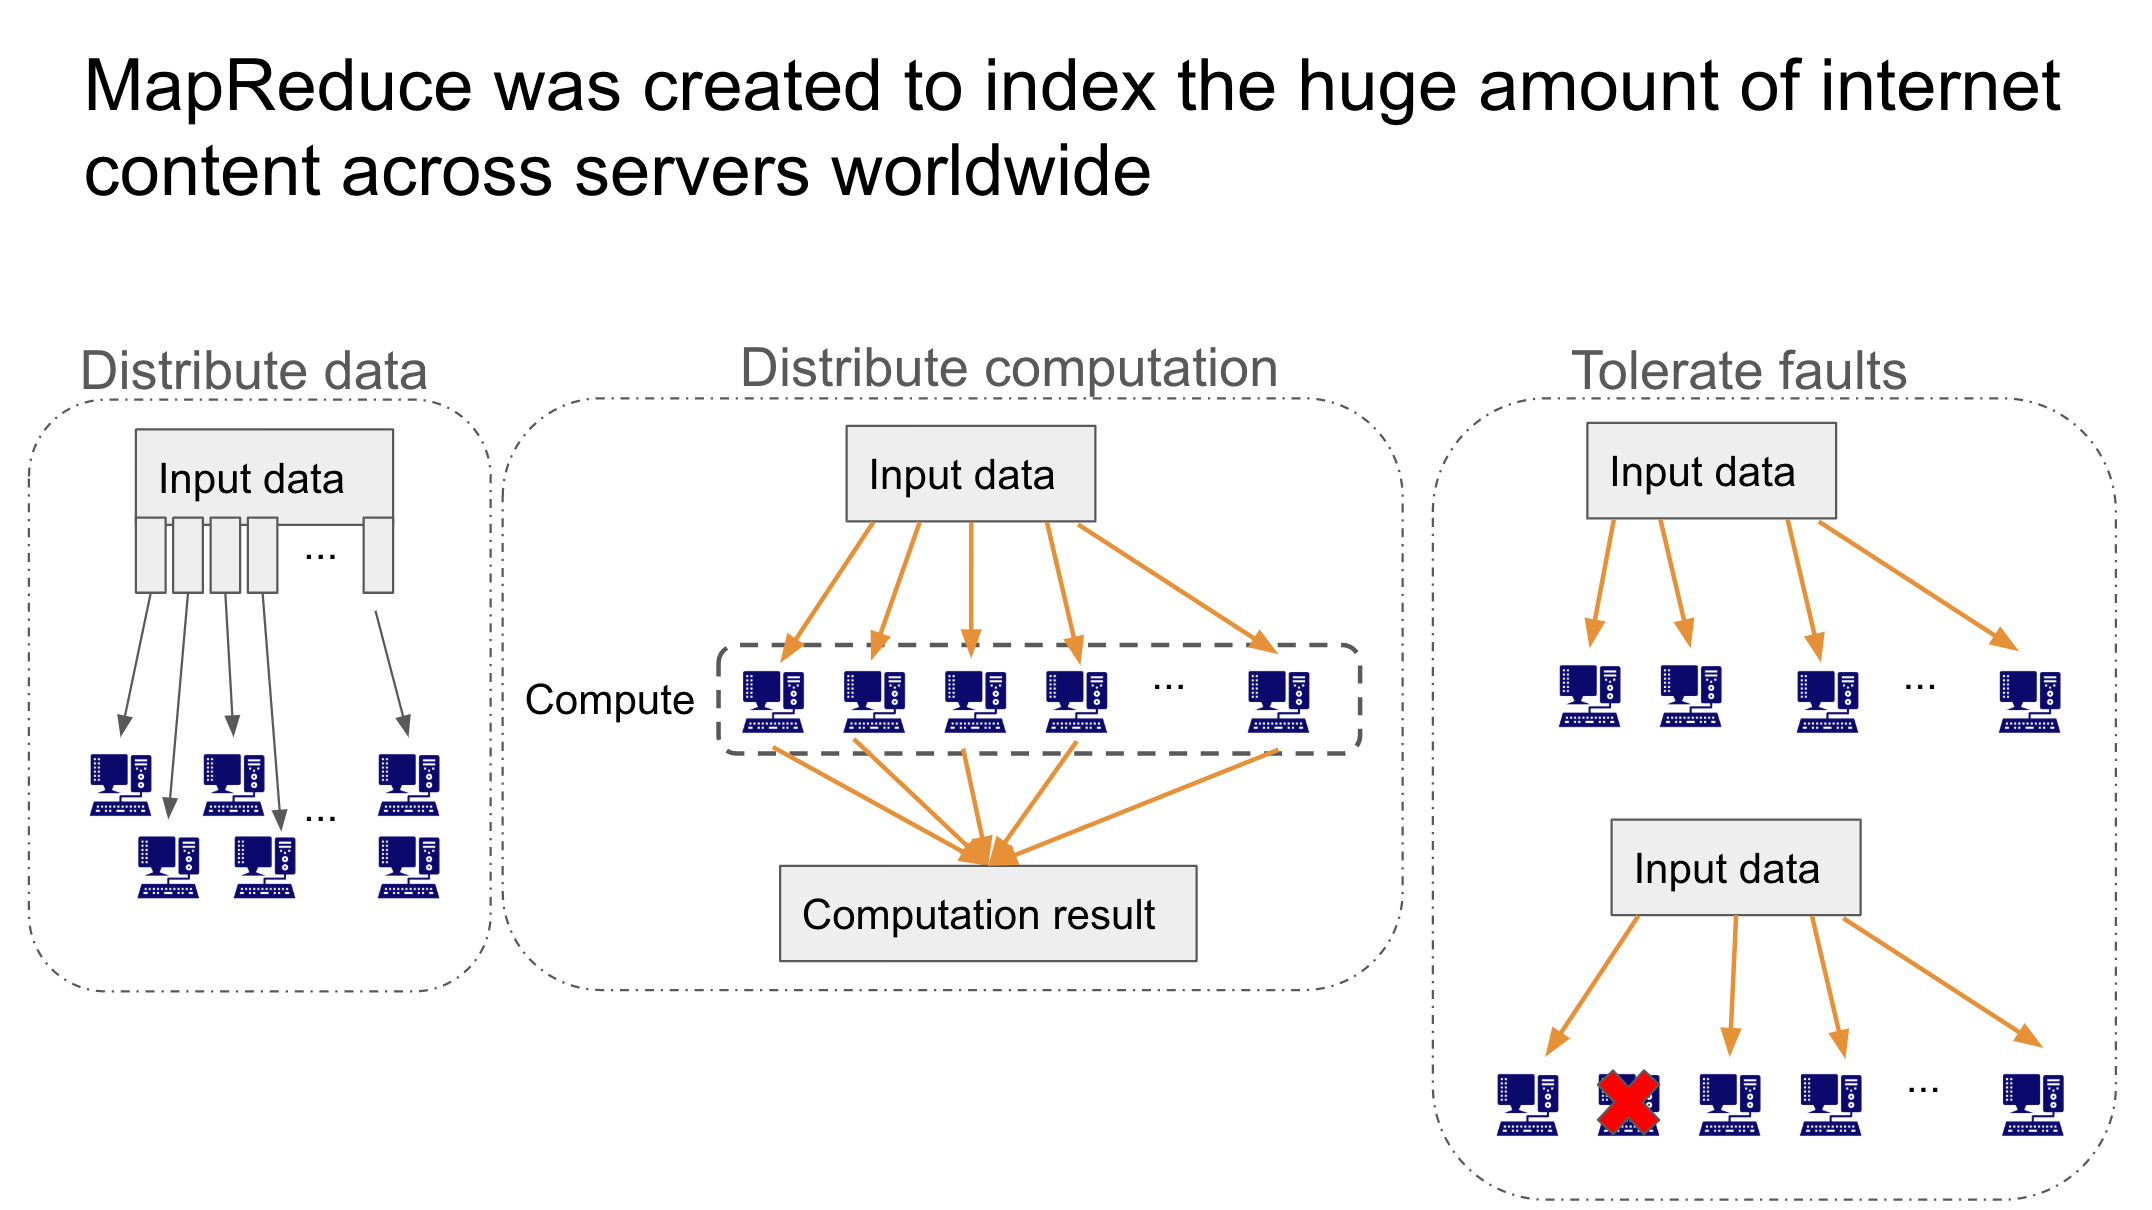 MapReduce was created to index the huge amount of internet
content across servers worldwide
Distribute data
Input data
...
...
Distribute computation
Input data
Compute
...
Computation result
Tolerate faults
Input data
...
Input data
...